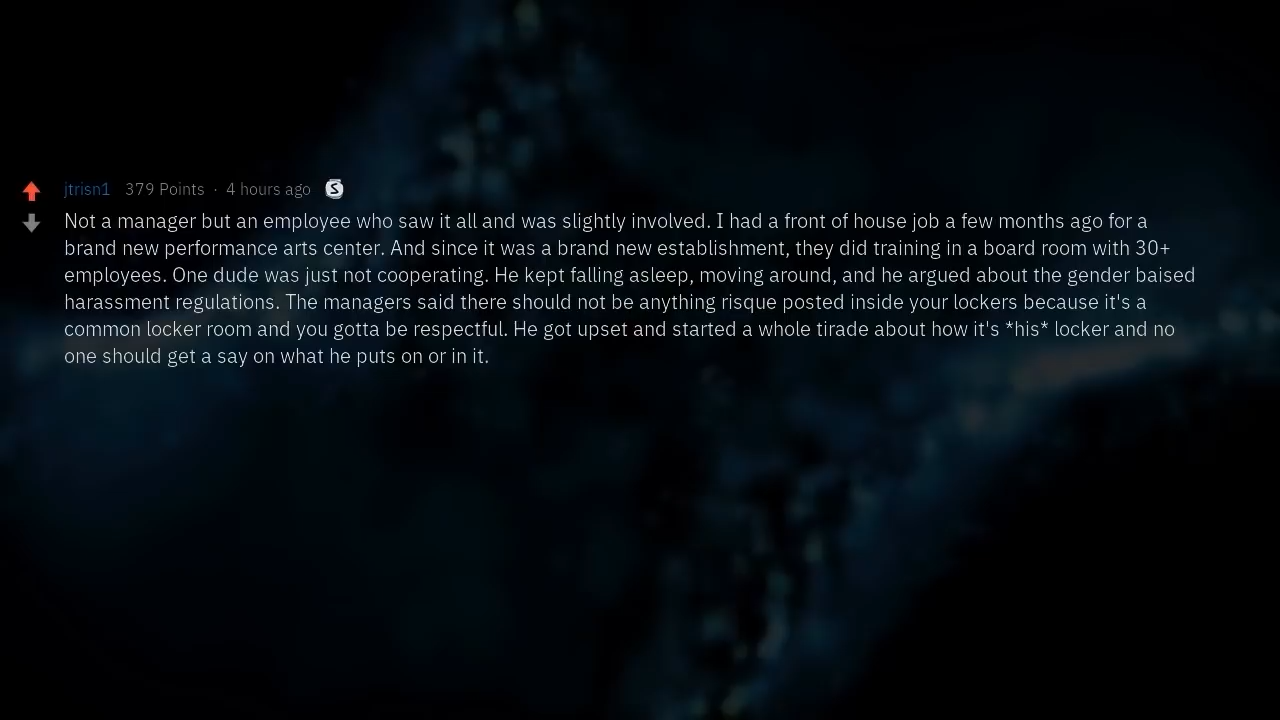 jtrisn1 379 Points · 4 hours ago S
Not a manager but an employee who saw it all and was slightly involved. I had a front of house job a few months ago for a
brand new performance arts center. And since it was a brand new establishment, they did training in a board room with 30+
employees. One dude was just not cooperating. He kept falling asleep, moving around, and he argued about the gender baised
harassment regulations. The managers said there should not be anything risque posted inside your lockers because it's a
common locker room and you gotta be respectful. He got upset and started a whole tirade about how it's *his* locker and no
one should get a say on what he puts on or in it.